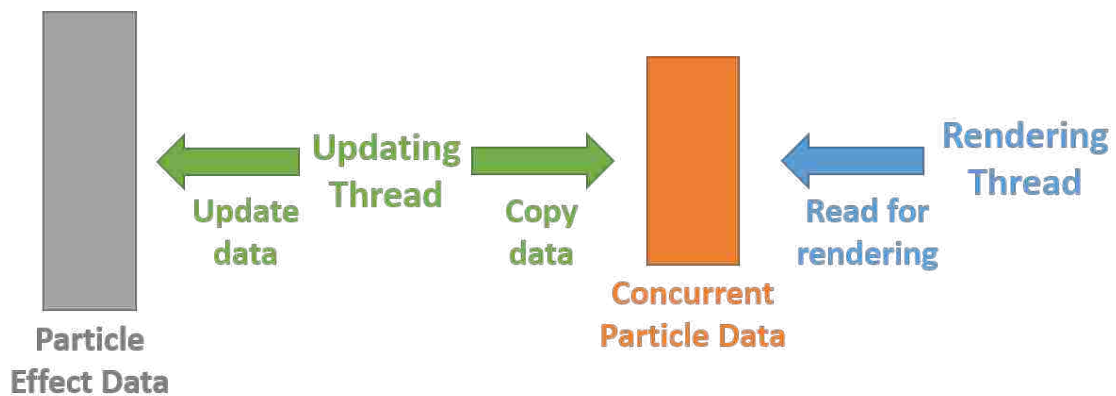 Updating
Thread
Rendering
Thread
Update
data
Copy
data
Read for
rendering
Concurrent
Particle Data
Particle
Effect Data